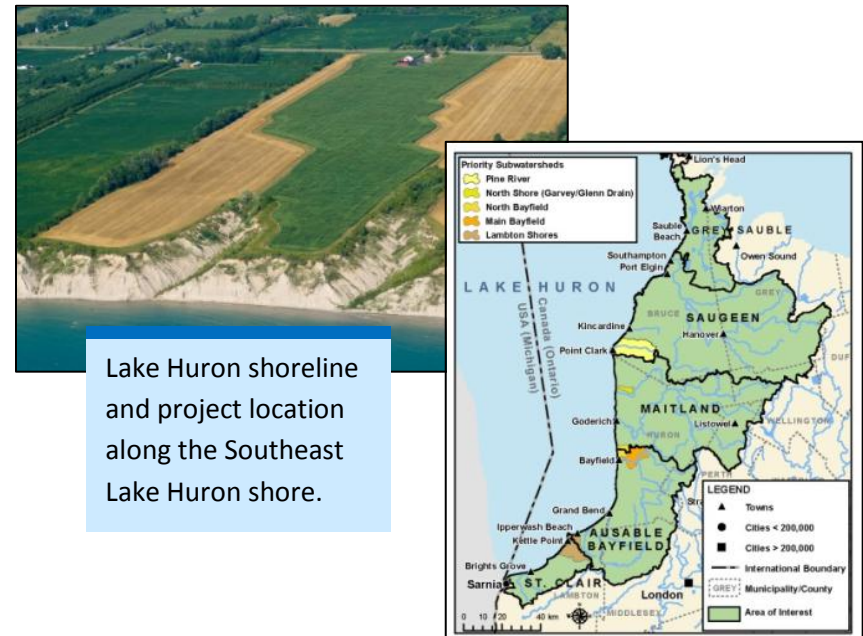 Lake Huron shoreline
and project location
along the Southeast
Lake Huron shore.
Priority Subwatersheds
Pine River
North Shore (Garvey/Glenn Drain)
North Bayfield
Main Bayfield
Lambton Shores
Lion's Head
Wiarton
Sauble
Beach
GREY SAUBLE
Owen Sound
Southampton
Port Elgin
LAKE HURON
GREY
BRUCE
SAUGEEN
Kincardine
Hanover
Point Clark
USA (Michigan)
Canada (Ontario)
DUF
MAITLAND
Goderich
Listowel
WELLINGTON
HURON
Bayfield
PERTH
Stra
Grand Bend
Ipperwash Beach
Kettle Point
AUSABLE
BAYFIELD
Brights Grove
Sarnia
ST. CLAIR
LAMBTON
London
MIDDLESEX
0 10 20 40 km
LEGEND
Towns
Cities < 200,000
Cities > 200,000
International Boundary
GREY Municipality/County
Area of Interest